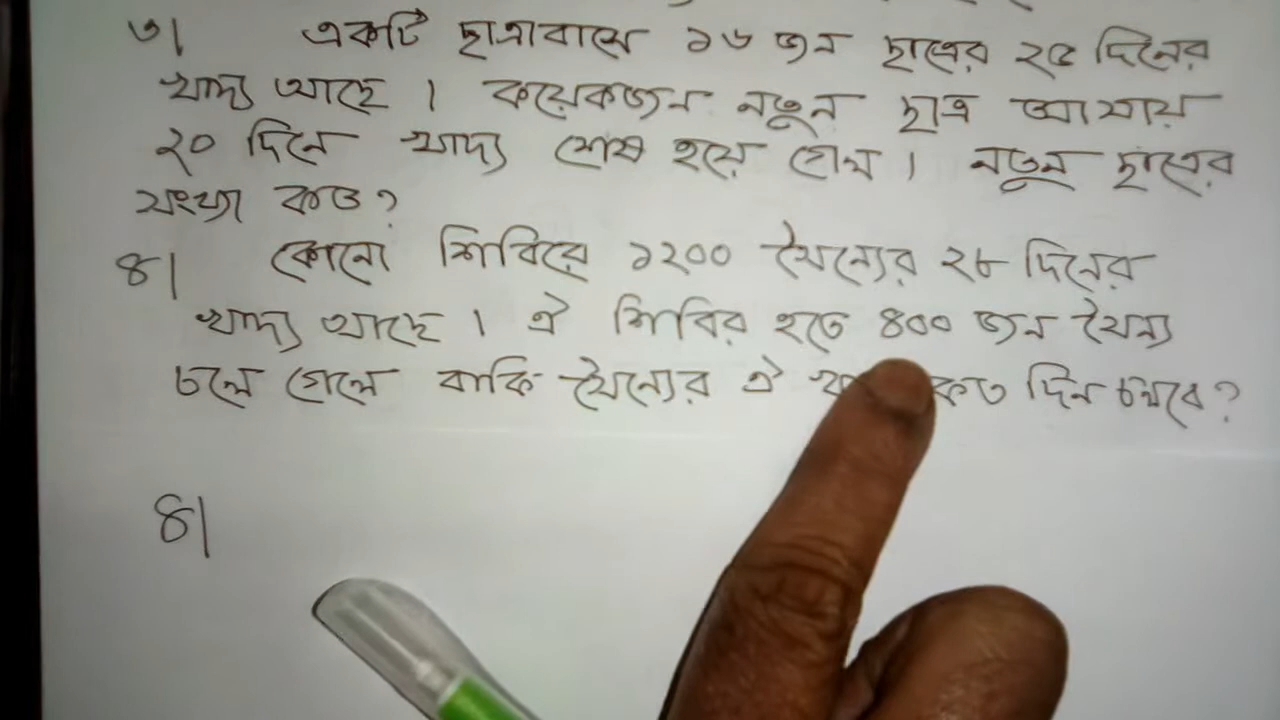 ৩। একটি ছাত্রাবাসে ১৬ জন ছাত্রের ২৫ দিনের
খাদ্য আছে । কয়েকজন নতুন ছাত্র আসায়
২০ দিনে খাদ্য শেষ হয়ে গেল । নতুন ছাত্রের
সংখ্যা কত?
৪। কোনো শিবিরে ১২০০ সৈন্যের ২৮ দিনের
খাদ্য আছে । ঐ শিবির হতে ৪০০ জন সৈন্য
চলে গেলে বাকি সৈন্যের ঐ কত দিন চলবে?
৪।